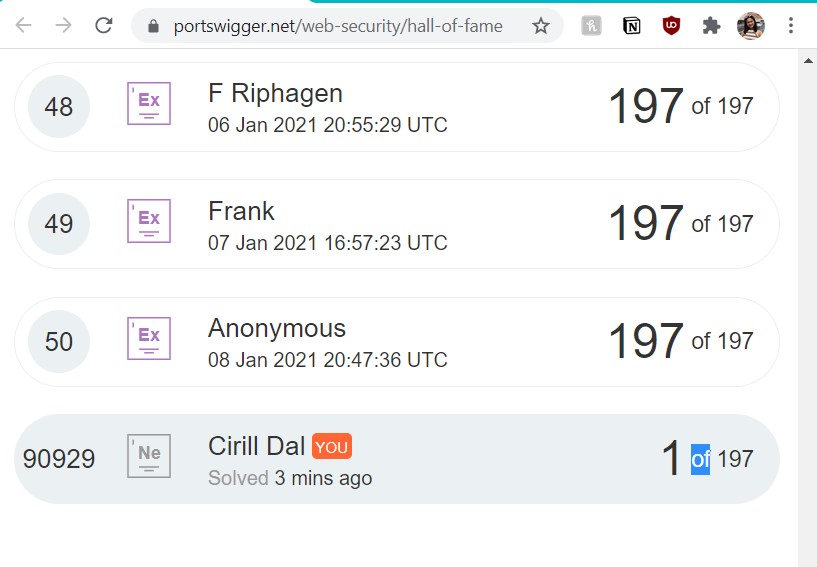 portswigger.net/web-security/hall-of-fame
48
Ex
F Riphagen
06 Jan 2021 20:55:29 UTC
197 of 197
49
Ex
Frank
07 Jan 2021 16:57:23 UTC
197 of 197
50
Ex
Anonymous
08 Jan 2021 20:47:36 UTC
197 of 197
90929
Ne
Cirill Dal YOU
Solved 3 mins ago
1 of 197